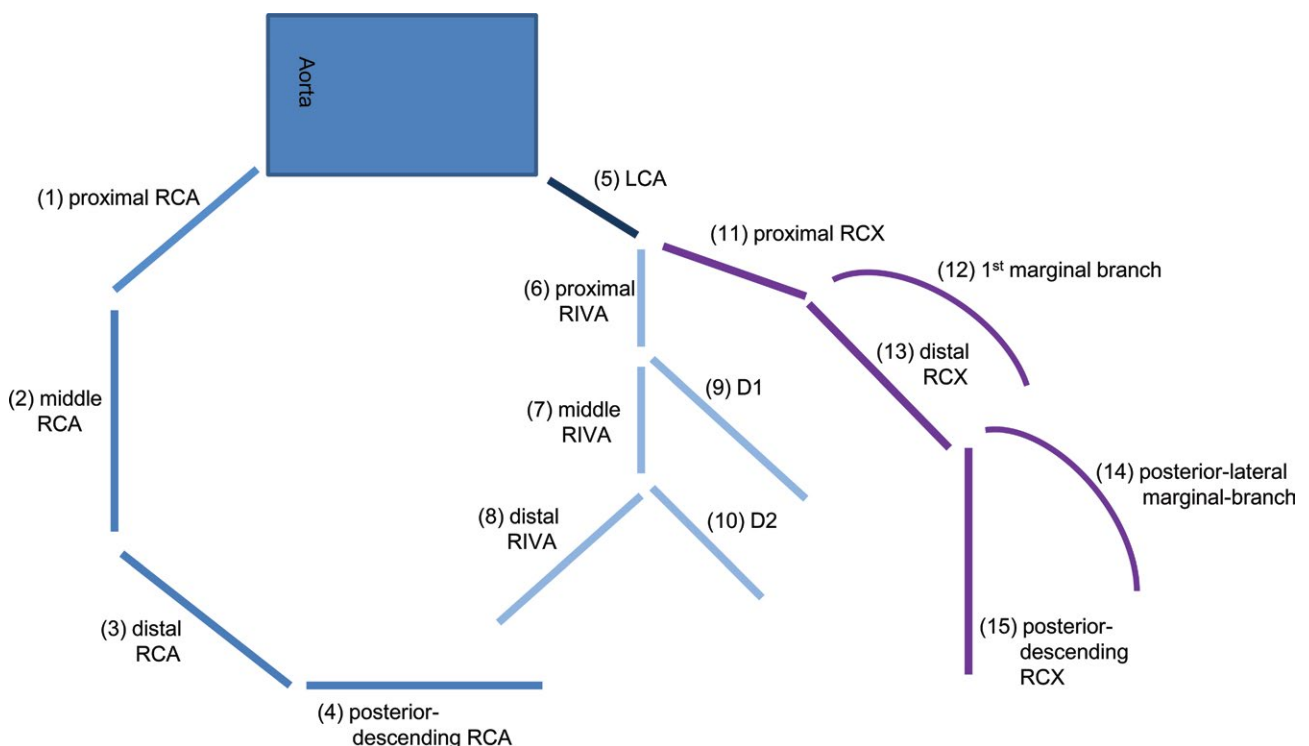 Aorta
(1) proximal RCA
(2) middle
RCA
(3) distal
RCA
(4) posterior-
descending RCA
(5) LCA
(6) proximal
RIVA
(7) middle
RIVA
(8) distal
RIVA
(9) D1
(10) D2
(11) proximal RCX
(12) 1st marginal branch
(13) distal
RCX
(14) posterior-lateral
marginal-branch
(15) posterior-
descending
RCX